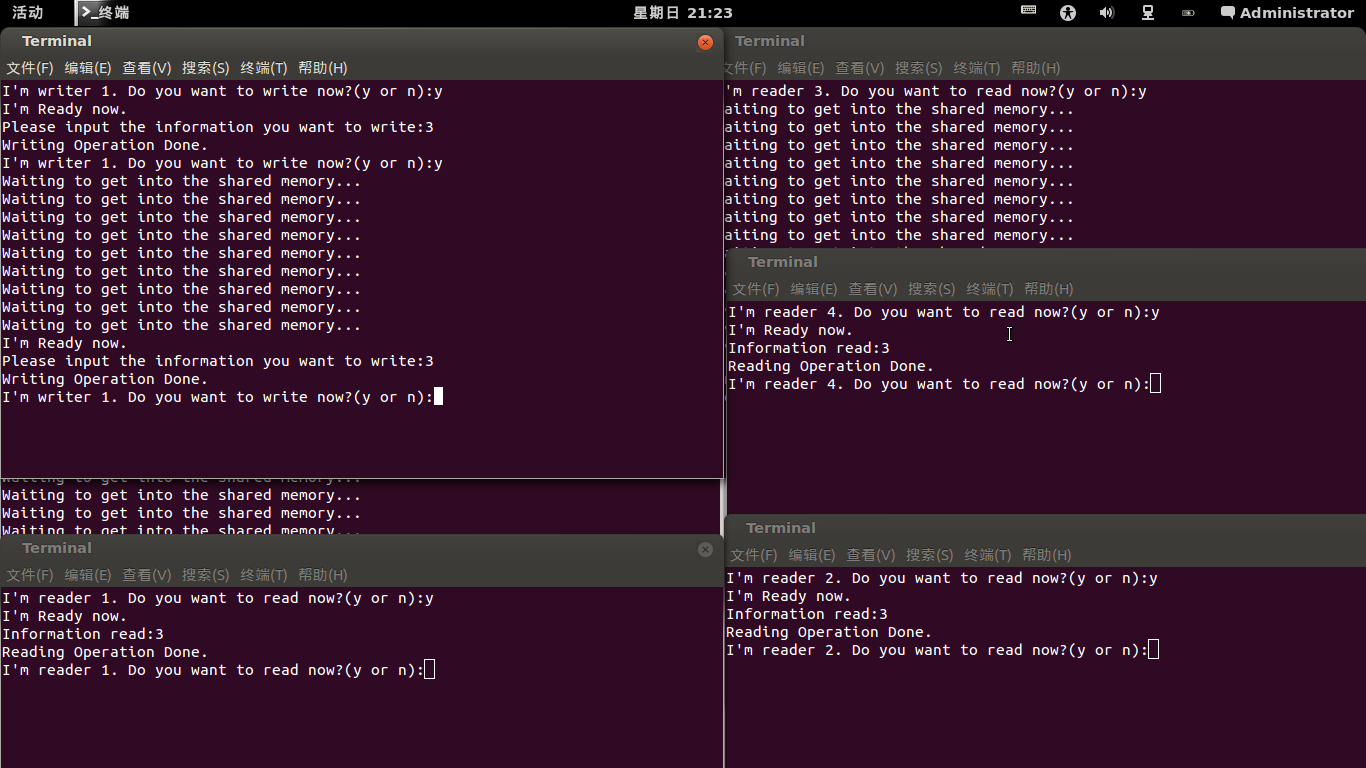 活动 >_终端 星期日 21:23 Administrator
Terminal
文件(F) 编辑(E) 查看(V) 搜索(S) 终端(T) 帮助(H)
I'm writer 1. Do you want to write now?(y or n):y
I'm Ready now.
Please input the information you want to write:3
Writing Operation Done.
I'm writer 1. Do you want to write now?(y or n):y
Waiting to get into the shared memory...
Waiting to get into the shared memory...
Waiting to get into the shared memory...
Waiting to get into the shared memory...
Waiting to get into the shared memory...
Waiting to get into the shared memory...
Waiting to get into the shared memory...
Waiting to get into the shared memory...
Waiting to get into the shared memory...
I'm Ready now.
Please input the information you want to write:3
Writing Operation Done.
I'm writer 1. Do you want to write now?(y or n):
Waiting to get into the shared memory...
Waiting to get into the shared memory...
Waiting to get into the shared memory...
Waiting to get into the shared memory...
Terminal
文件(F) 编辑(E) 查看(V) 搜索(S) 终端(T) 帮助(H)
I'm reader 1. Do you want to read now?(y or n):y
I'm Ready now.
Information read:3
Reading Operation Done.
I'm reader 1. Do you want to read now?(y or n):
Terminal
文件(F) 编辑(E) 查看(V) 搜索(S) 终端(T) 帮助(H)
'm reader 3. Do you want to read now?(y or n):y
aiting to get into the shared memory...
aiting to get into the shared memory...
aiting to get into the shared memory...
aiting to get into the shared memory...
aiting to get into the shared memory...
aiting to get into the shared memory...
aiting to get into the shared memory...
aiting to get into the shared memory...
Terminal
文件(F) 编辑(E) 查看(V) 搜索(S) 终端(T) 帮助(H)
I'm reader 4. Do you want to read now?(y or n):y
I'm Ready now.
Information read:3
Reading Operation Done.
I'm reader 4. Do you want to read now?(y or n):
Terminal
文件(F) 编辑(E) 查看(V) 搜索(S) 终端(T) 帮助(H)
I'm reader 2. Do you want to read now?(y or n):y
I'm Ready now.
Information read:3
Reading Operation Done.
I'm reader 2. Do you want to read now?(y or n):